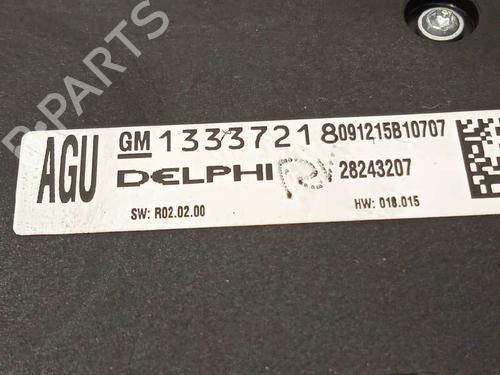 AGU
GM 13337218 091215B10707
DELPHI 28243207
SW: R02.02.00 HW: 018.015
B-PARTS